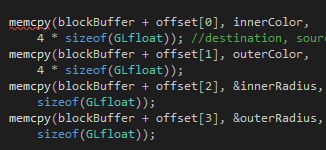 memcpy(blockBuffer + offset[0], innerColor,
4 * sizeof(GLfloat)); //destination, sour
memcpy(blockBuffer + offset[1], outerColor,
4 * sizeof(GLfloat));
memcpy(blockBuffer + offset[2], &innerRadius,
sizeof(GLfloat));
memcpy(blockBuffer + offset[3], &outerRadius,
sizeof(GLfloat));